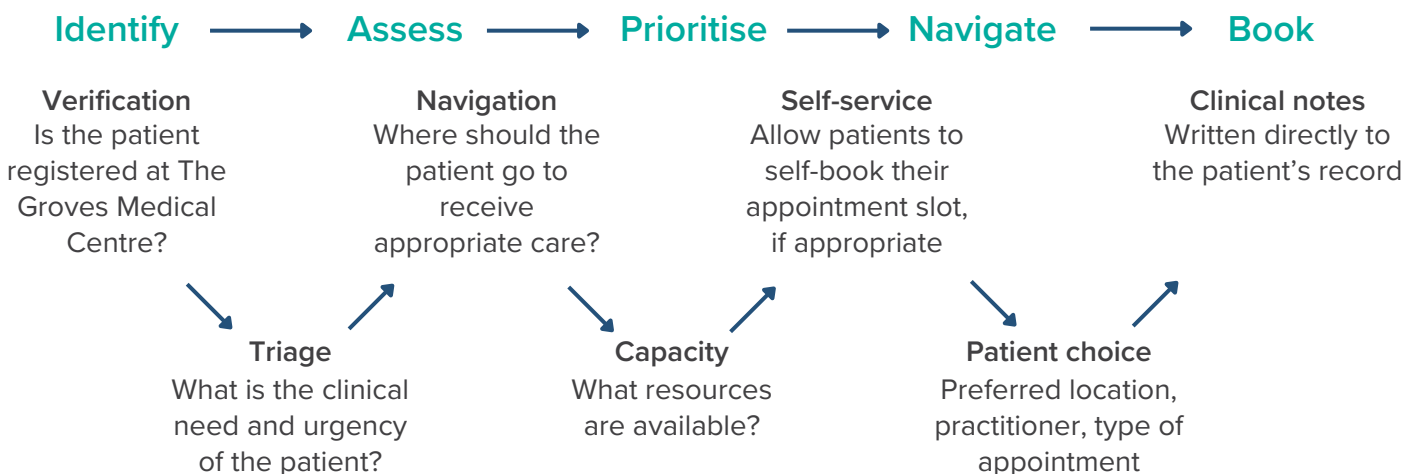 Identify
Assess
Prioritise
Navigate
Book
Verification
Is the patient
registered at The
Groves Medical
Centre?
Navigation
Where should the
patient go to
receive
appropriate care?
Self-service
Allow patients to
self-book their
appointment slot,
if appropriate
Clinical notes
Written directly to
the patient’s record
Triage
What is the clinical
need and urgency
of the patient?
Capacity
What resources
are available?
Patient choice
Preferred location,
practitioner, type of
appointment